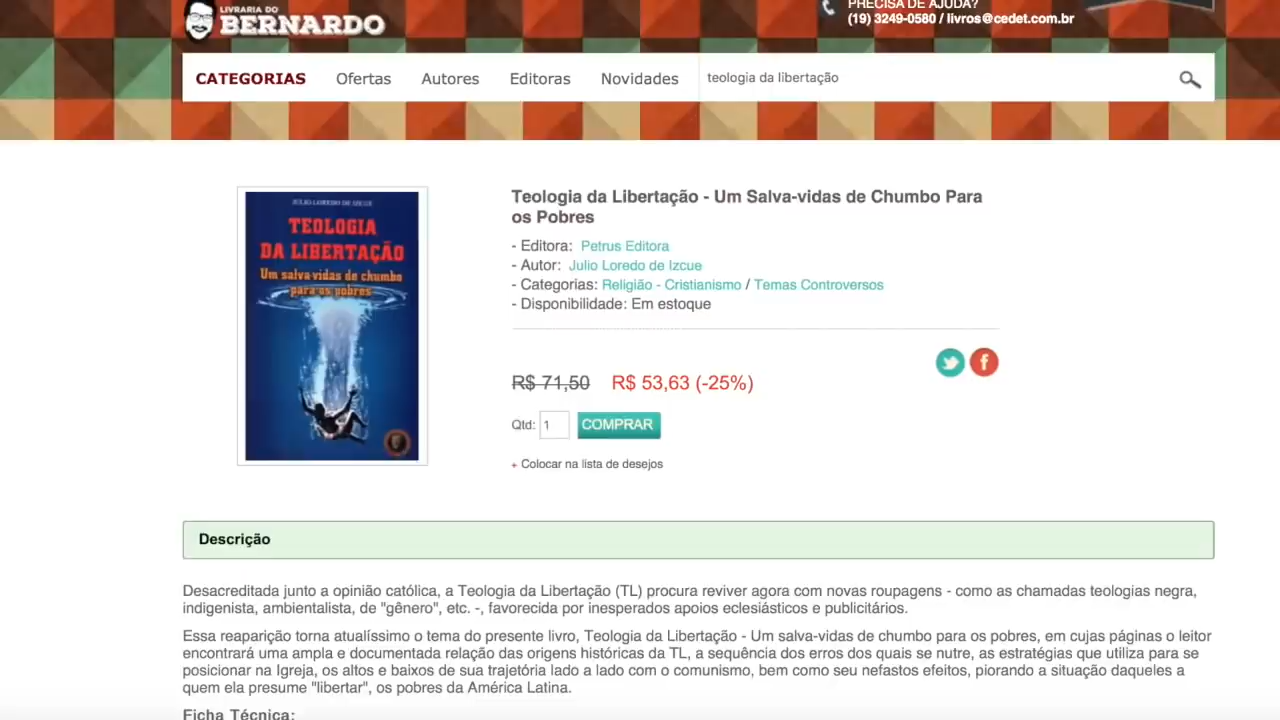 LIVRARIA DO
BERNARDO
PRECISA DE AJUDA?
(19) 3249-0580 / livros@cedet.com.br
CATEGORIAS Ofertas Autores Editoras Novidades teologia da libertação
JULIO LOREDO DE IZCUE
TEOLOGIA
DA LIBERTAÇÃO
Um salva-vidas de chumbo
para os pobres
Teologia da Libertação - Um Salva-vidas de Chumbo Para
os Pobres
- Editora: Petrus Editora
- Autor: Julio Loredo de Izcue
- Categorias: Religião - Cristianismo / Temas Controversos
- Disponibilidade: Em estoque
R$ 71,50 R$ 53,63 (-25%)
Qtd: 1 COMPRAR
+ Colocar na lista de desejos
Descrição
Desacreditada junto a opinião católica, a Teologia da Libertação (TL) procura reviver agora com novas roupagens - como as chamadas teologias negra,
indigenista, ambientalista, de "gênero", etc. -, favorecida por inesperados apoios eclesiásticos e publicitários.
Essa reaparição torna atualíssimo o tema do presente livro, Teologia da Libertação - Um salva-vidas de chumbo para os pobres, em cujas páginas o leitor
encontrará uma ampla e documentada relação das origens históricas da TL, a sequência dos erros dos quais se nutre, as estratégias que utiliza para se
posicionar na Igreja, os altos e baixos de sua trajetória lado a lado com o comunismo, bem como seu nefastos efeitos, piorando a situação daqueles a
quem ela presume "libertar", os pobres da América Latina.
Ficha Técnica: